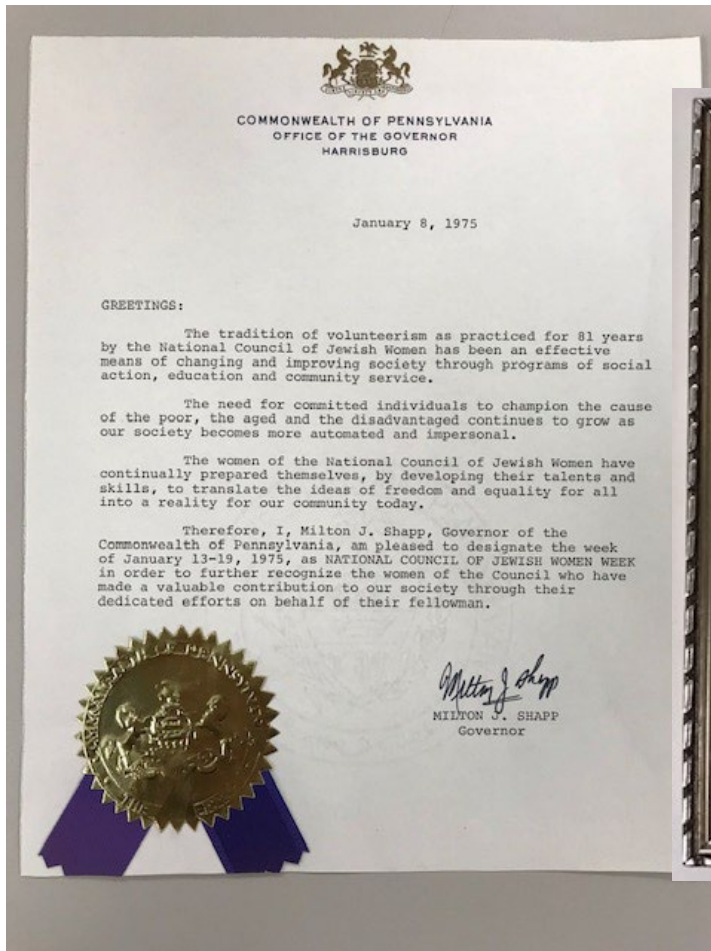 COMMONWEALTH OF PENNSYLVANIA
OFFICE OF THE GOVERNOR
HARRISBURG
January 8, 1975
GREETINGS:
The tradition of volunteerism as practiced for 81 years
by the National Council of Jewish Women has been an effective
means of changing and improving society through programs of social
action, education and community service.
The need for committed individuals to champion the cause
of the poor, the aged and the disadvantaged continues to grow as
our society becomes more automated and impersonal.
The women of the National Council of Jewish Women have
continually prepared themselves, by developing their talents and
skills, to translate the ideas of freedom and equality for all
into a reality for our community today.
Therefore, I, Milton J. Shapp, Governor of the
Commonwealth of Pennsylvania, am pleased to designate the week
of January 13-19, 1975, as NATIONAL COUNCIL OF JEWISH WOMEN WEEK
in order to further recognize the women of the Council who have
made a valuable contribution to our society through their
dedicated efforts on behalf of their fellowman.
Milton J Shapp
MILTON J. SHAPP
Governor
PENNSYLVANIA